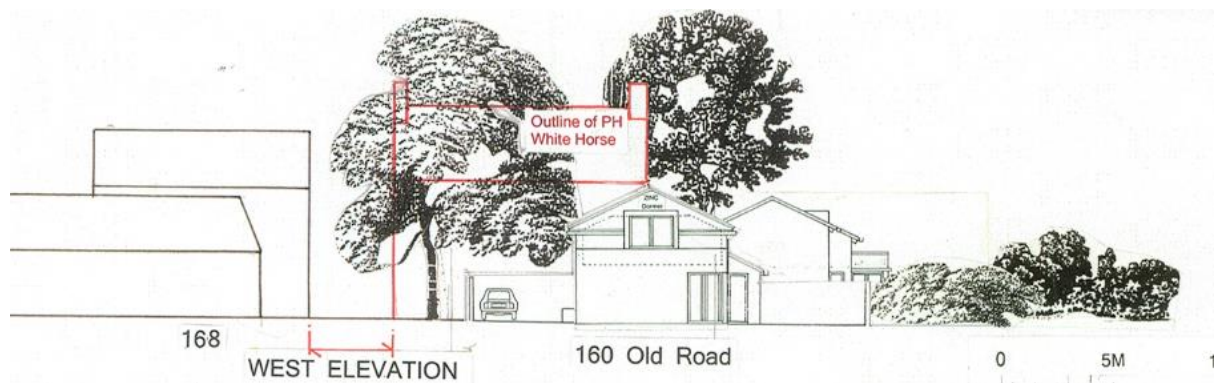 Outline of PH
White Horse
ZINC
Dormer
168
WEST ELEVATION
160 Old Road
0 5M 1